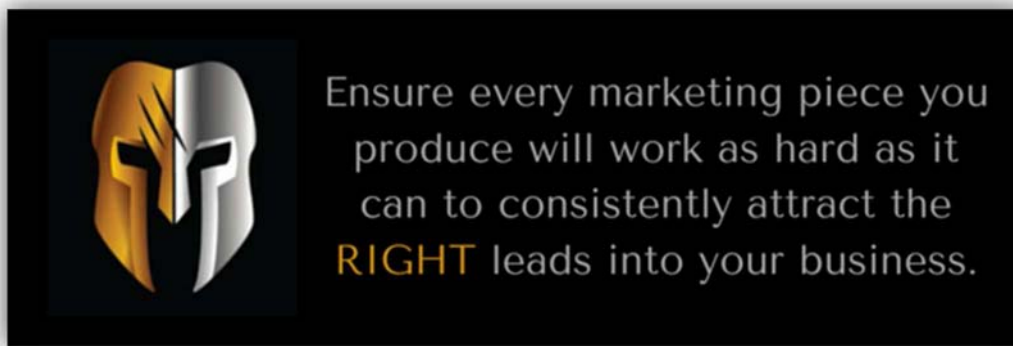 Ensure every marketing piece you
produce will work as hard as it
can to consistently attract the
RIGHT leads into your business.